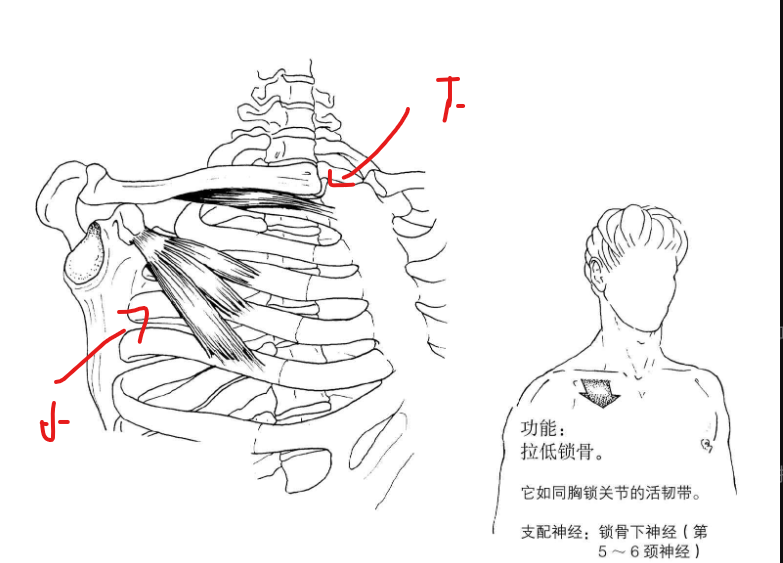 功能：
拉低锁骨。
它如同胸锁关节的活韧带。
支配神经：锁骨下神经（第
5～6颈神经）